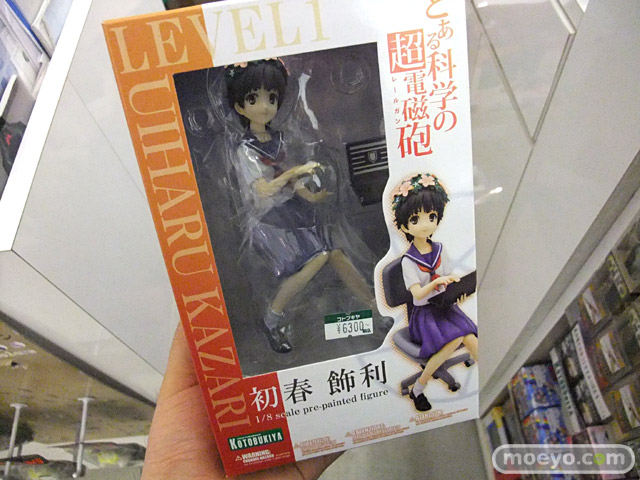 LEVEL1
UIHARU KAZARI
とある科学の
超電磁砲
レールガン
コトブキヤ
¥6300
初春 飾利
1/8 scale pre-painted figure
KOTOBUKIYA
WARNING:
moeyo.com